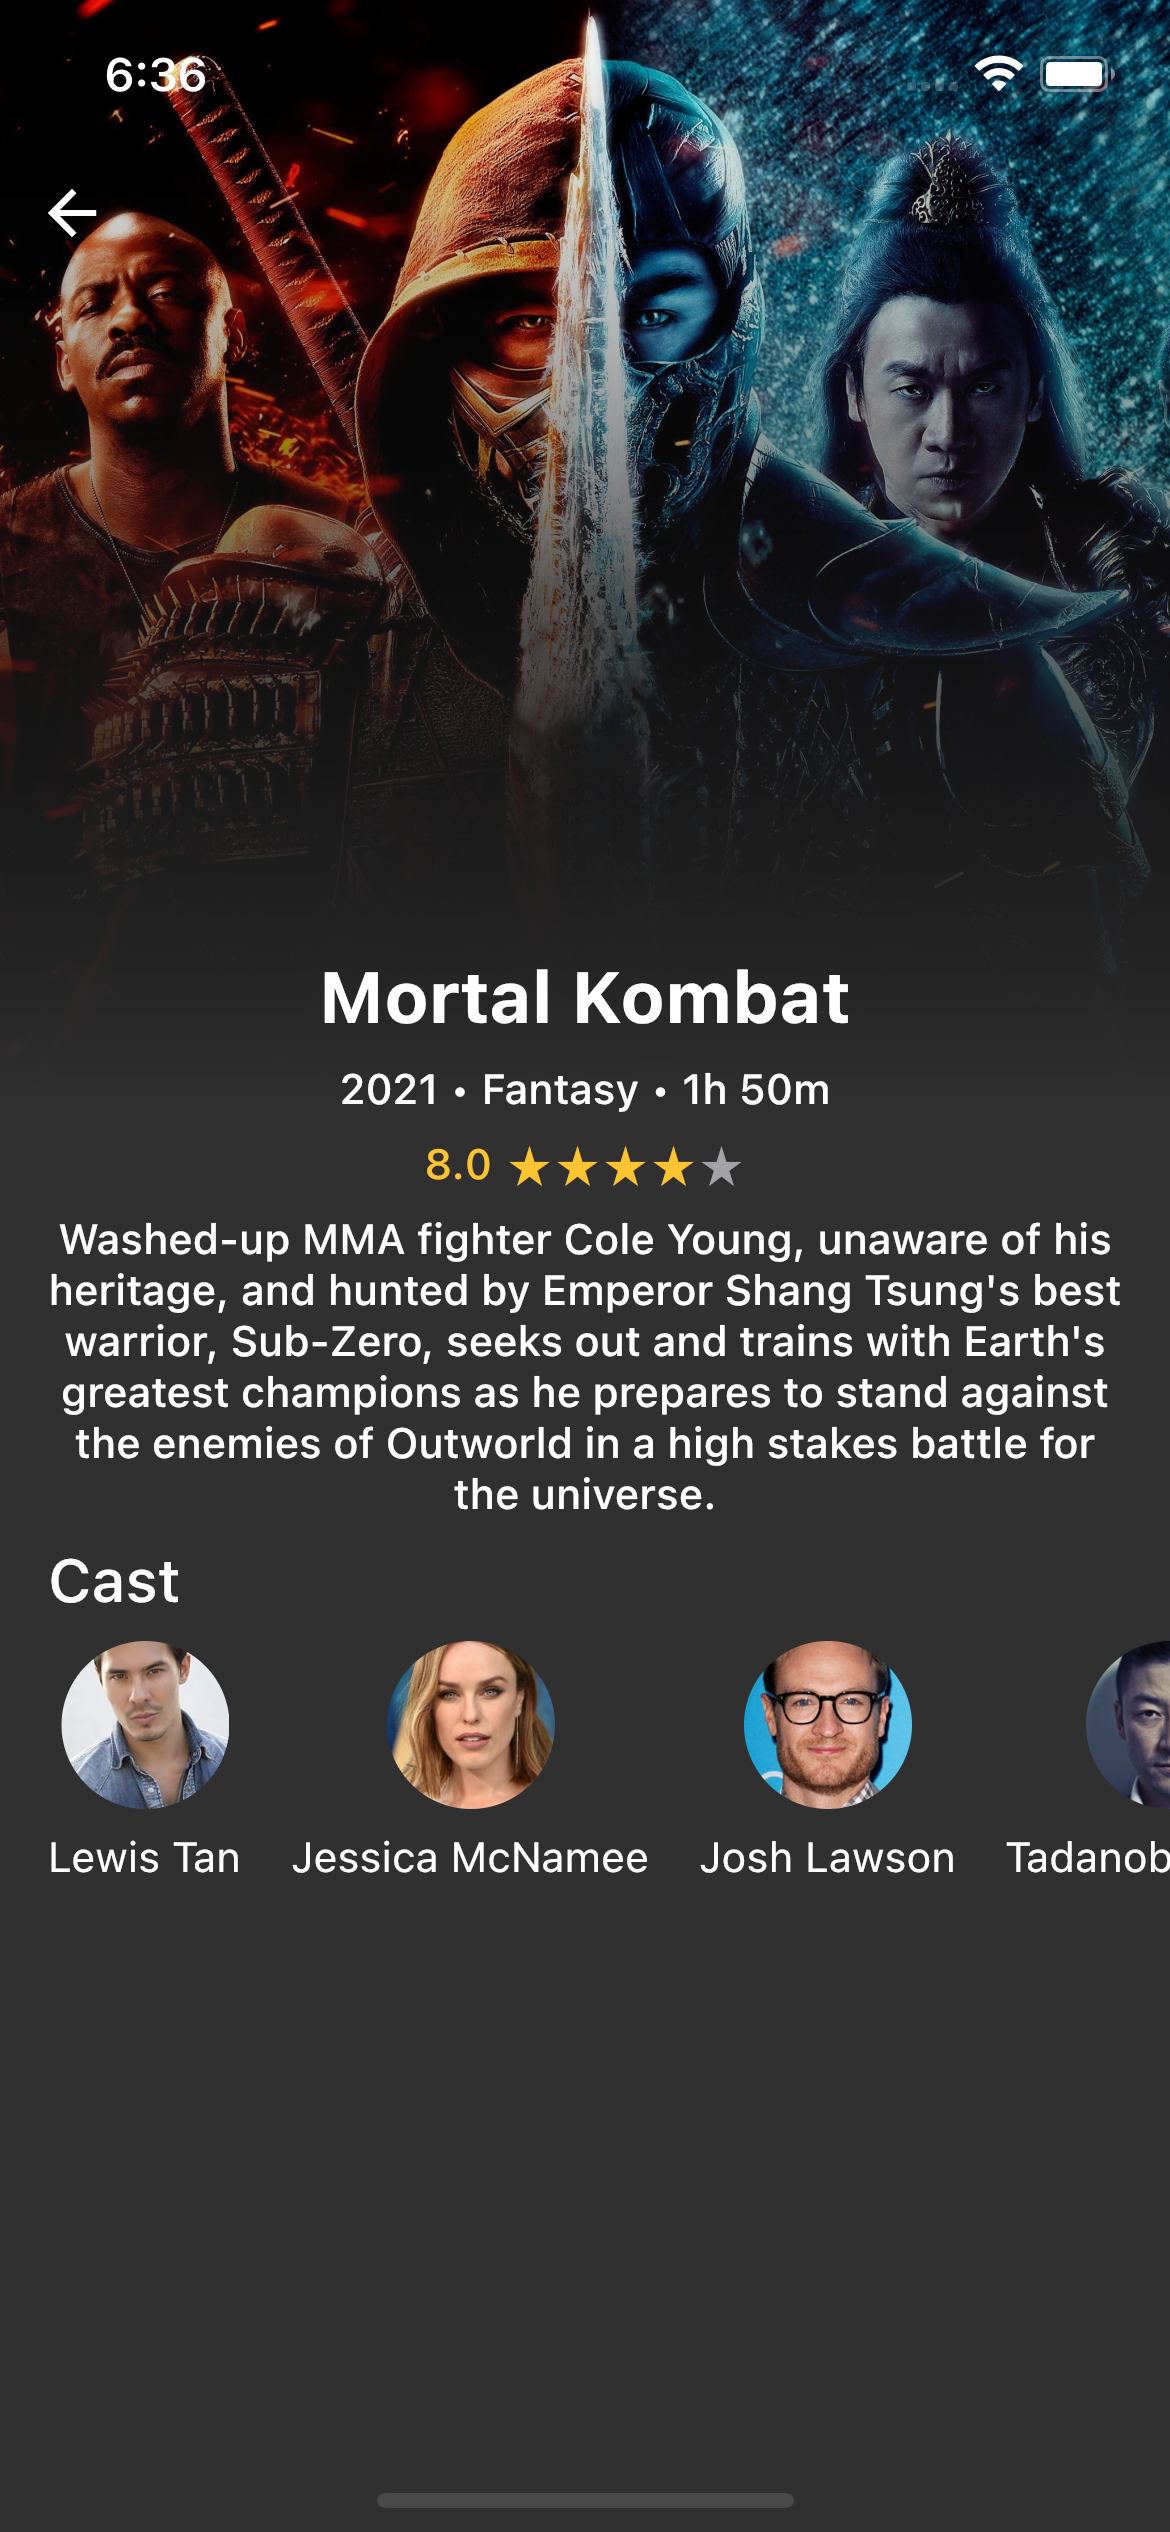 6:36
Mortal Kombat
2021 • Fantasy • 1h 50m
8.0
Washed-up MMA fighter Cole Young, unaware of his
heritage, and hunted by Emperor Shang Tsung's best
warrior, Sub-Zero, seeks out and trains with Earth's
greatest champions as he prepares to stand against
the enemies of Outworld in a high stakes battle for
the universe.
Cast
Lewis Tan Jessica McNamee Josh Lawson Tadanob